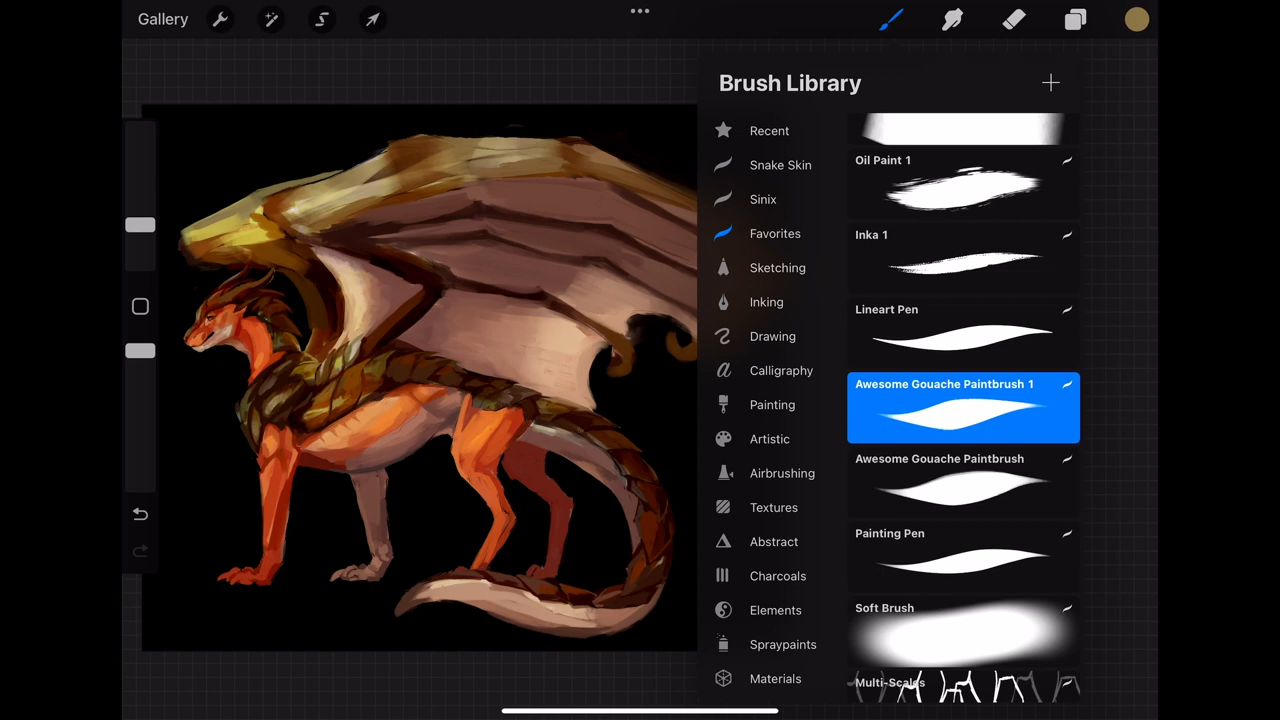 Gallery
Brush Library
Recent
Snake Skin
Sinix
Favorites
Sketching
Inking
Drawing
Calligraphy
Painting
Artistic
Airbrushing
Textures
Abstract
Charcoals
Elements
Spraypaints
Materials
Oil Paint 1
Inka 1
Lineart Pen
Awesome Gouache Paintbrush 1
Awesome Gouache Paintbrush
Painting Pen
Soft Brush
Multi-Scales